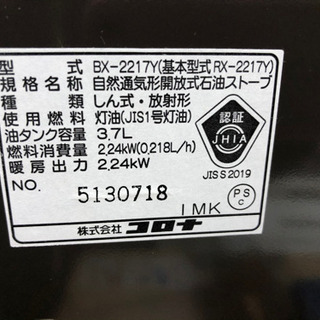 型式 BX-2217Y(基本型式RX-2217Y)
規格名称 自然通気形開放式石油ストーブ
種類 しん式・放射形
使用燃料 灯油(JIS1号灯油)
油タンク容量 3.7L
燃料消費量 2.24kW(0.218L/h)
暖房出力 2.24kW
NO. 5130718
1MK
認証
JHIA
JIS S 2019
PS
C
株式会社 コロナ